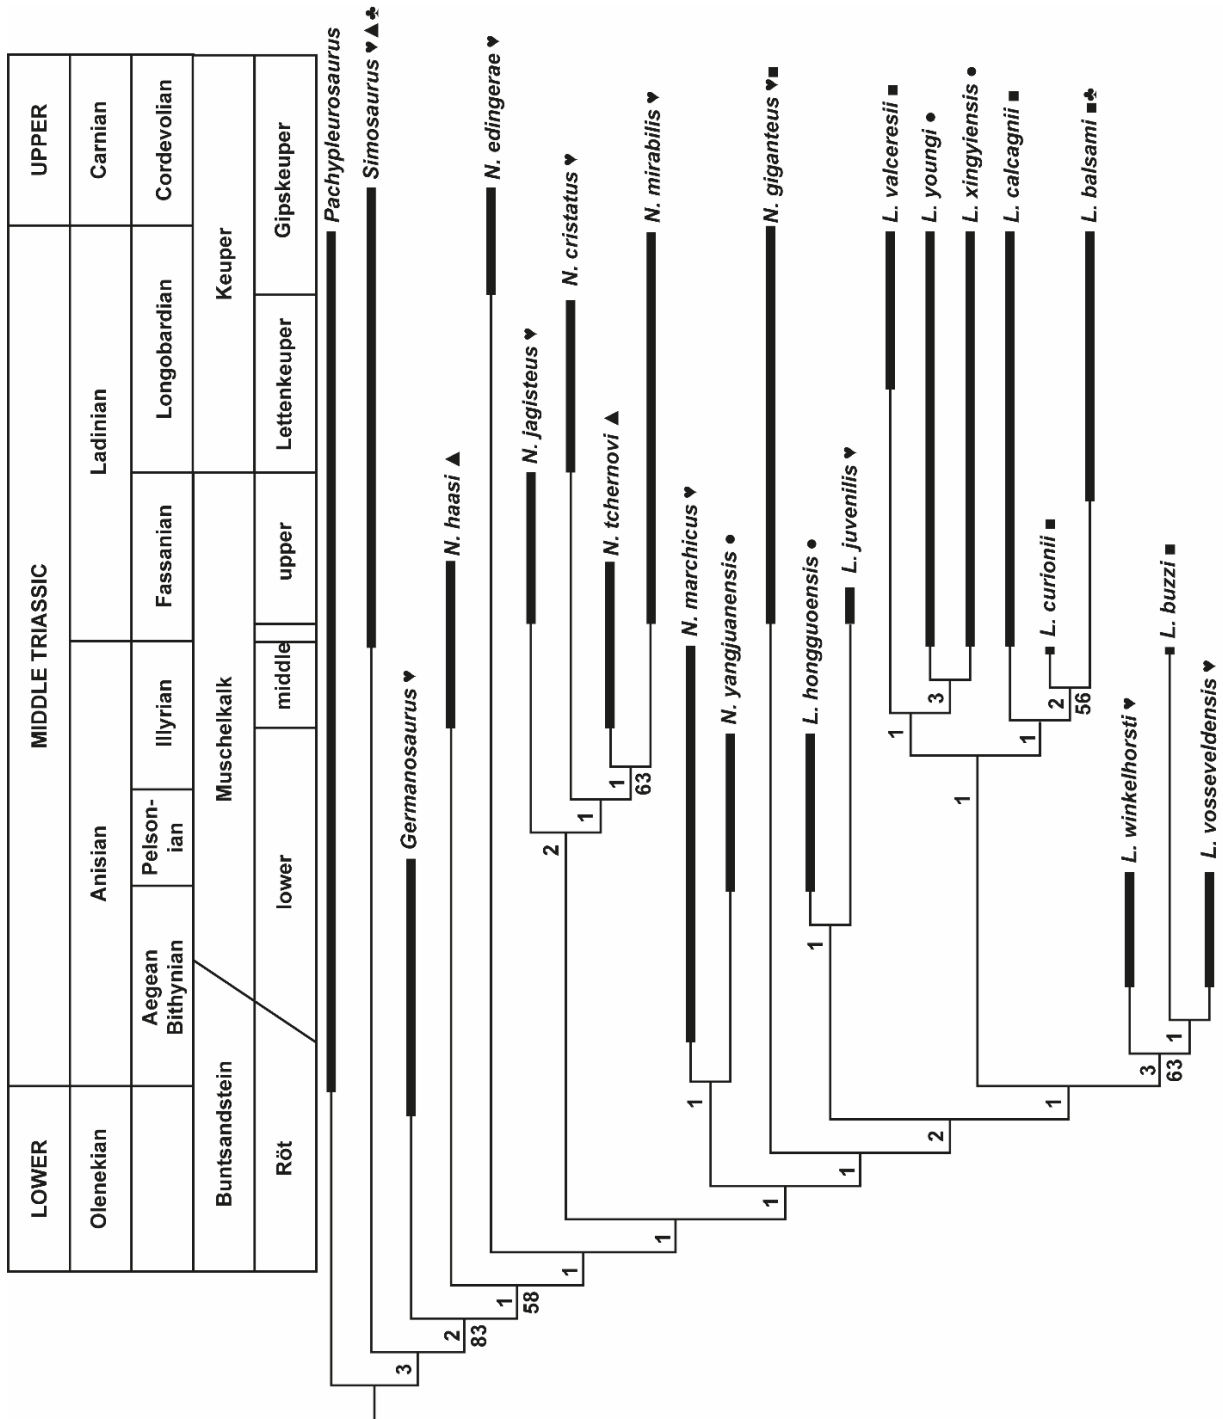 LOWER
MIDDLE TRIASSIC
UPPER
Olenekian
Anisian
Ladinian
Carnian
Aegean
Bithynian
Pelson-
ian
Illyrian
Fassanian
Longobardian
Cordevolian
Buntsandstein
Muschelkalk
Keuper
Röt
lower
middle
upper
Lettenkeuper
Gipskeuper
Pachypleurosaurus
Simosaurus ♥▲♣
Germanosaurus ♥
N. haasi ▲
N. edingerae ♥
N. jagisteus ♥
N. cristatus ♥
N. tchernovi ▲
N. mirabilis ♥
N. marchicus ♥
N. yangjuanensis ●
N. giganteus ♥■
L. hongguoensis ●
L. juvenilis ♥
L. valceresii ■
L. youngi ●
L. xingyiensis ●
L. calcagnii ■
L. curionii ■
L. balsami ■♣
L. winkelhorsti ♥
L. buzzi ■
L. vosseveldensis ♥
3
2
83
1
58
1
1
2
1
1
63
1
1
1
2
1
1
1
1
3
1
2
56
3
63
1